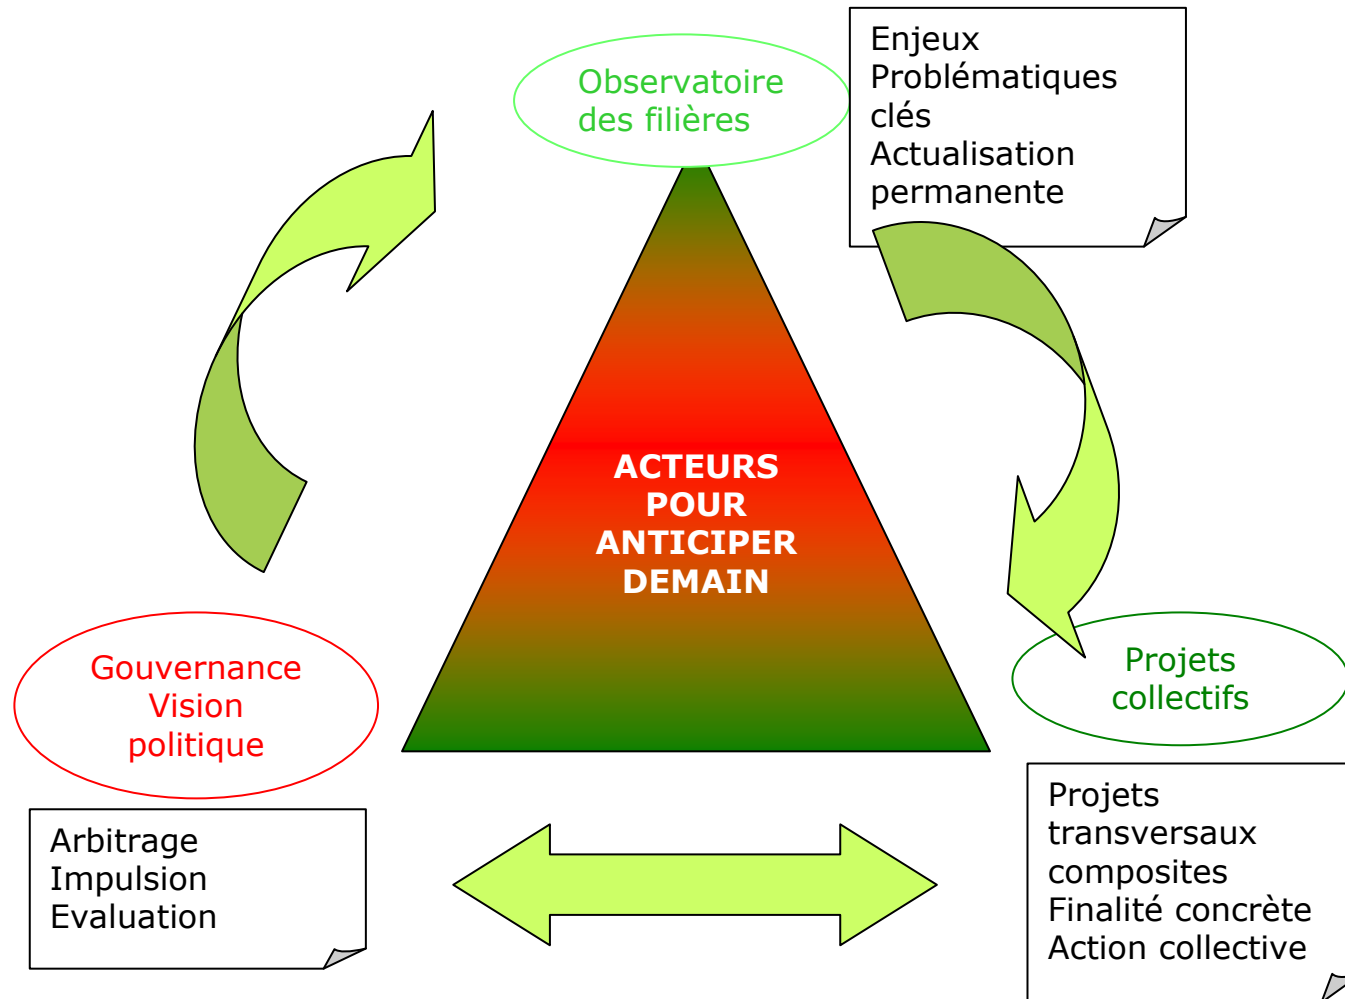 Observatoire
des filières
Enjeux
Problématiques
clés
Actualisation
permanente
ACTEURS
POUR
ANTICIPER
DEMAIN
Gouvernance
Vision
politique
Arbitrage
Impulsion
Evaluation
Projets
collectifs
Projets
transversaux
composites
Finalité concrète
Action collective